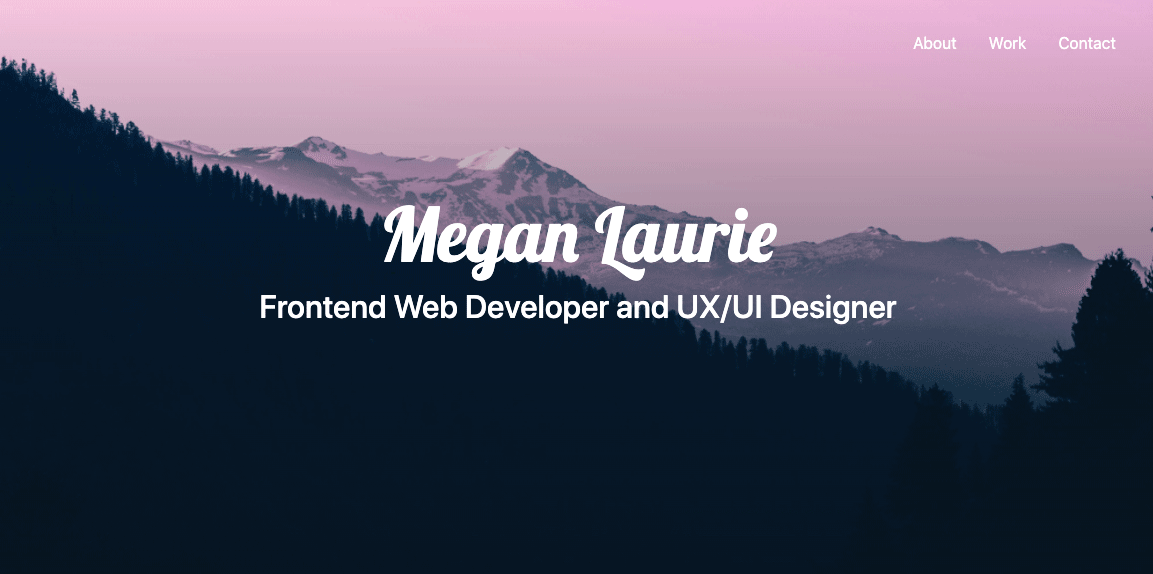 About Work Contact
Megan Laurie
Frontend Web Developer and UX/UI Designer